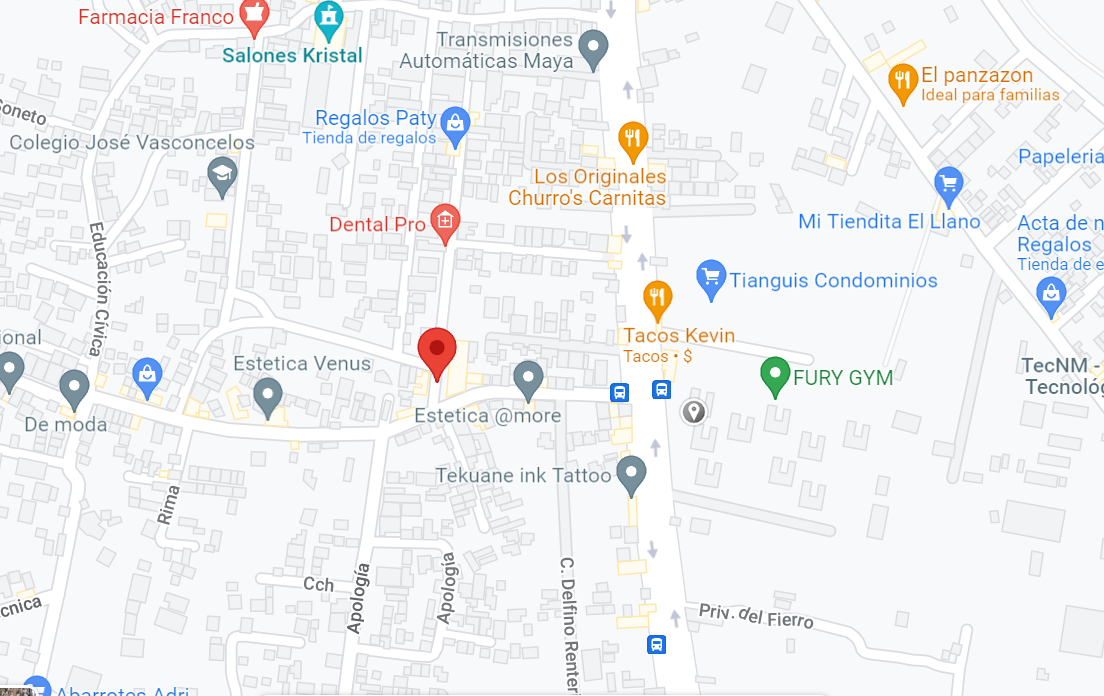 Farmacia Franco
Salones Kristal
Transmisiones
Automáticas Maya
El panzazon
Ideal para familias
Soneto
Regalos Paty
Tienda de regalos
Colegio José Vasconcelos
Los Originales
Churro's Carnitas
Papeleria
Mi Tiendita El Llano
Dental Pro
Acta de n
Regalos
Tienda de e
Educación Cívica
Tianguis Condominios
Tacos Kevin
Tacos • $
ional
Estetica Venus
TecNM -
Tecnológ
FURY GYM
De moda
Estetica @more
Tekuane ink Tattoo
Rima
Cch
Apología
Apología
C. Delfino Renter
Priv. del Fierro
écnica
Abarrotes Adri